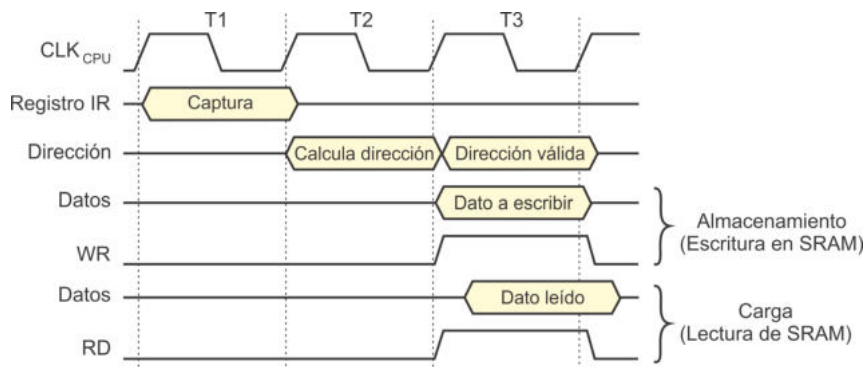 T1 T2 T3
CLK CPU
Registro IR Captura
Dirección Calcula dirección Dirección válida
Datos Dato a escribir
Almacenamiento
(Escritura en SRAM)
WR
Datos Dato leído
Carga
(Lectura de SRAM)
RD